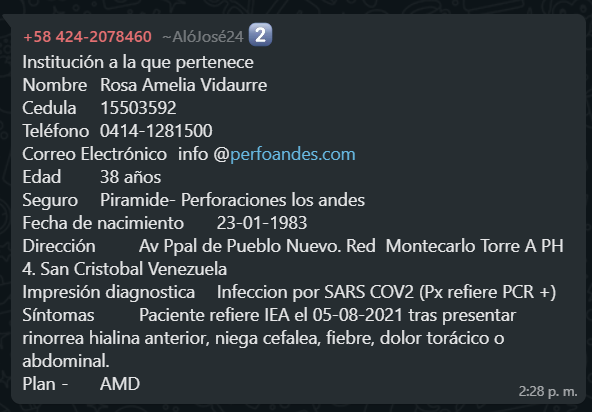 +58 424-2078460 ~AlóJosé24 2
Institución a la que pertenece
Nombre Rosa Amelia Vidaurre
Cedula 15503592
Teléfono 0414-1281500
Correo Electrónico info @perfoandes.com
Edad 38 años
Seguro Piramide- Perforaciones los andes
Fecha de nacimiento 23-01-1983
Dirección Av Ppal de Pueblo Nuevo. Red Montecarlo Torre A PH
4. San Cristobal Venezuela
Impresión diagnostica Infeccion por SARS COV2 (Px refiere PCR +)
Síntomas Paciente refiere IEA el 05-08-2021 tras presentar
rinorrea hialina anterior, niega cefalea, fiebre, dolor torácico o
abdominal.
Plan - AMD
2:28 p. m.